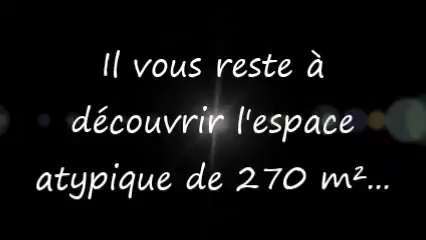 Il vous reste à
découvrir l'espace
atypique de 270 m²...